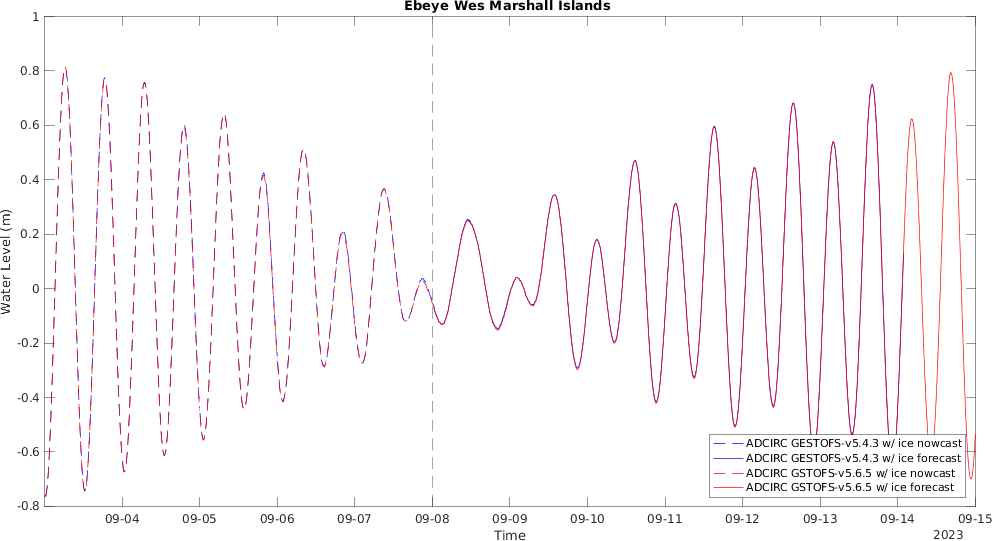 Ebeye Wes Marshall Islands
1
0.8
0.6
0.4
0.2
0
-0.2
-0.4
-0.6
-0.8
Water Level (m)
ADCIRC GESTOFS-v5.4.3 w/ ice nowcast
ADCIRC GESTOFS-v5.4.3 w/ ice forecast
ADCIRC GSTOFS-v5.6.5 w/ ice nowcast
ADCIRC GSTOFS-v5.6.5 w/ ice forecast
09-04 09-05 09-06 09-07 09-08 09-09 09-10 09-11 09-12 09-13 09-14 09-15
Time
2023